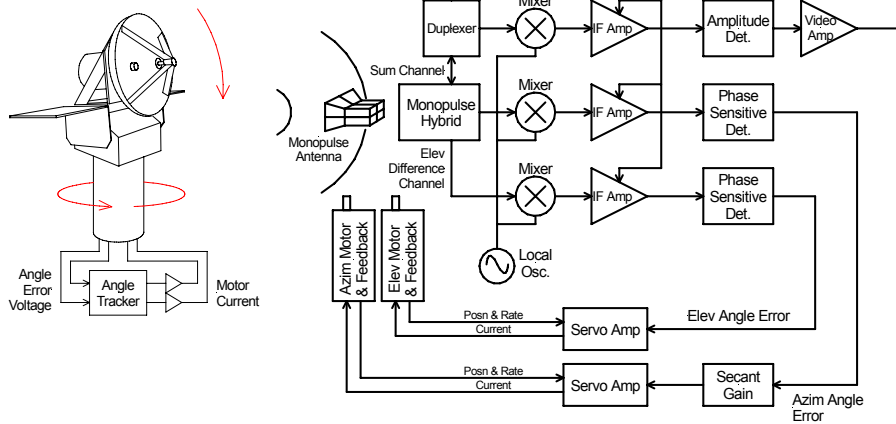 Mixer
Duplexer
IF Amp
Amplitude
Det.
Video
Amp
Sum Channel
Mixer
Monopulse
Hybrid
IF Amp
Phase
Sensitive
Det.
Monopulse
Antenna
Elev
Difference
Channel
Mixer
IF Amp
Phase
Sensitive
Det.
Azim Motor
& Feedback
Elev Motor
& Feedback
Local
Osc.
Angle
Error
Voltage
Angle
Tracker
Motor
Current
Posn & Rate
Current
Servo Amp
Elev Angle Error
Posn & Rate
Current
Servo Amp
Secant
Gain
Azim Angle
Error